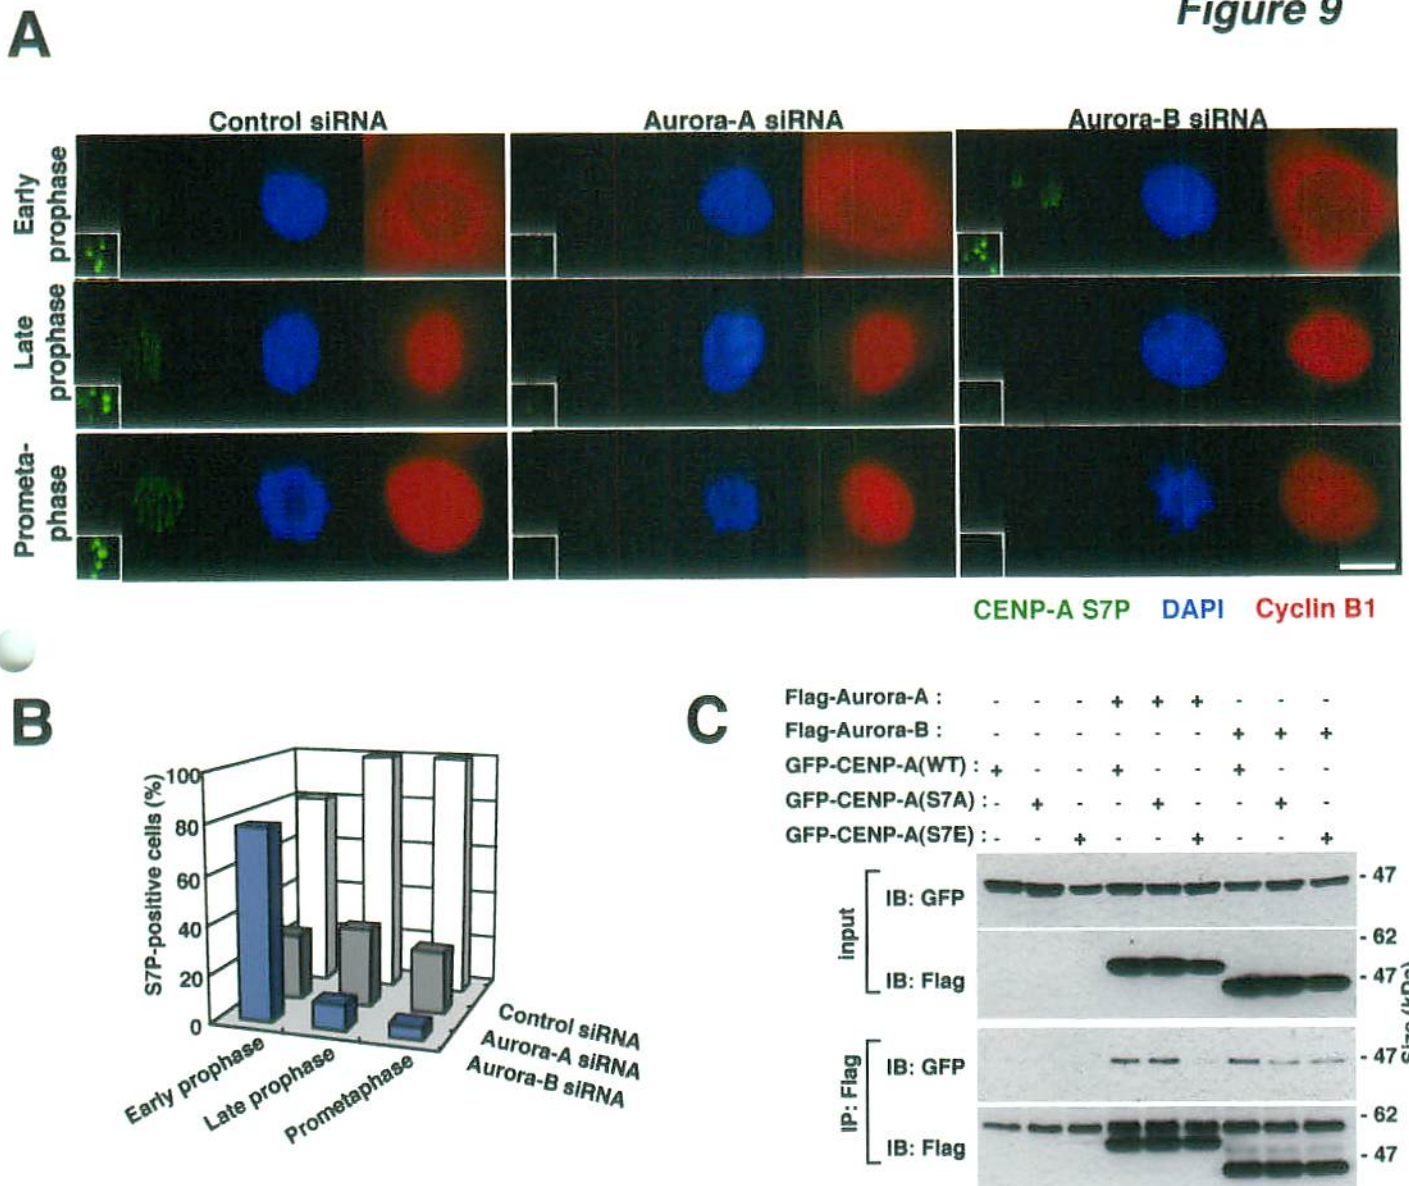 Figure 9
A
Control siRNA
Aurora-A siRNA
Aurora-B siRNA
Early
prophase
Late
prophase
Prometa-
phase
CENP-A S7P DAPI Cyclin B1
B
S7P-positive cells (%)
100
80
60
40
20
0
Early prophase
Late prophase
Prometaphase
Control siRNA
Aurora-A siRNA
Aurora-B siRNA
C
Flag-Aurora-A : - - - + + + - - -
Flag-Aurora-B : - - - - - - + + +
GFP-CENP-A(WT) : + - - + - - + - -
GFP-CENP-A(S7A) : - + - - + - - + -
GFP-CENP-A(S7E) : - - + - - + - - +
input
IB: GFP
- 47
IB: Flag
- 62
- 47
IP: Flag
IB: GFP
- 47
IB: Flag
- 62
- 47
Size (kDa)